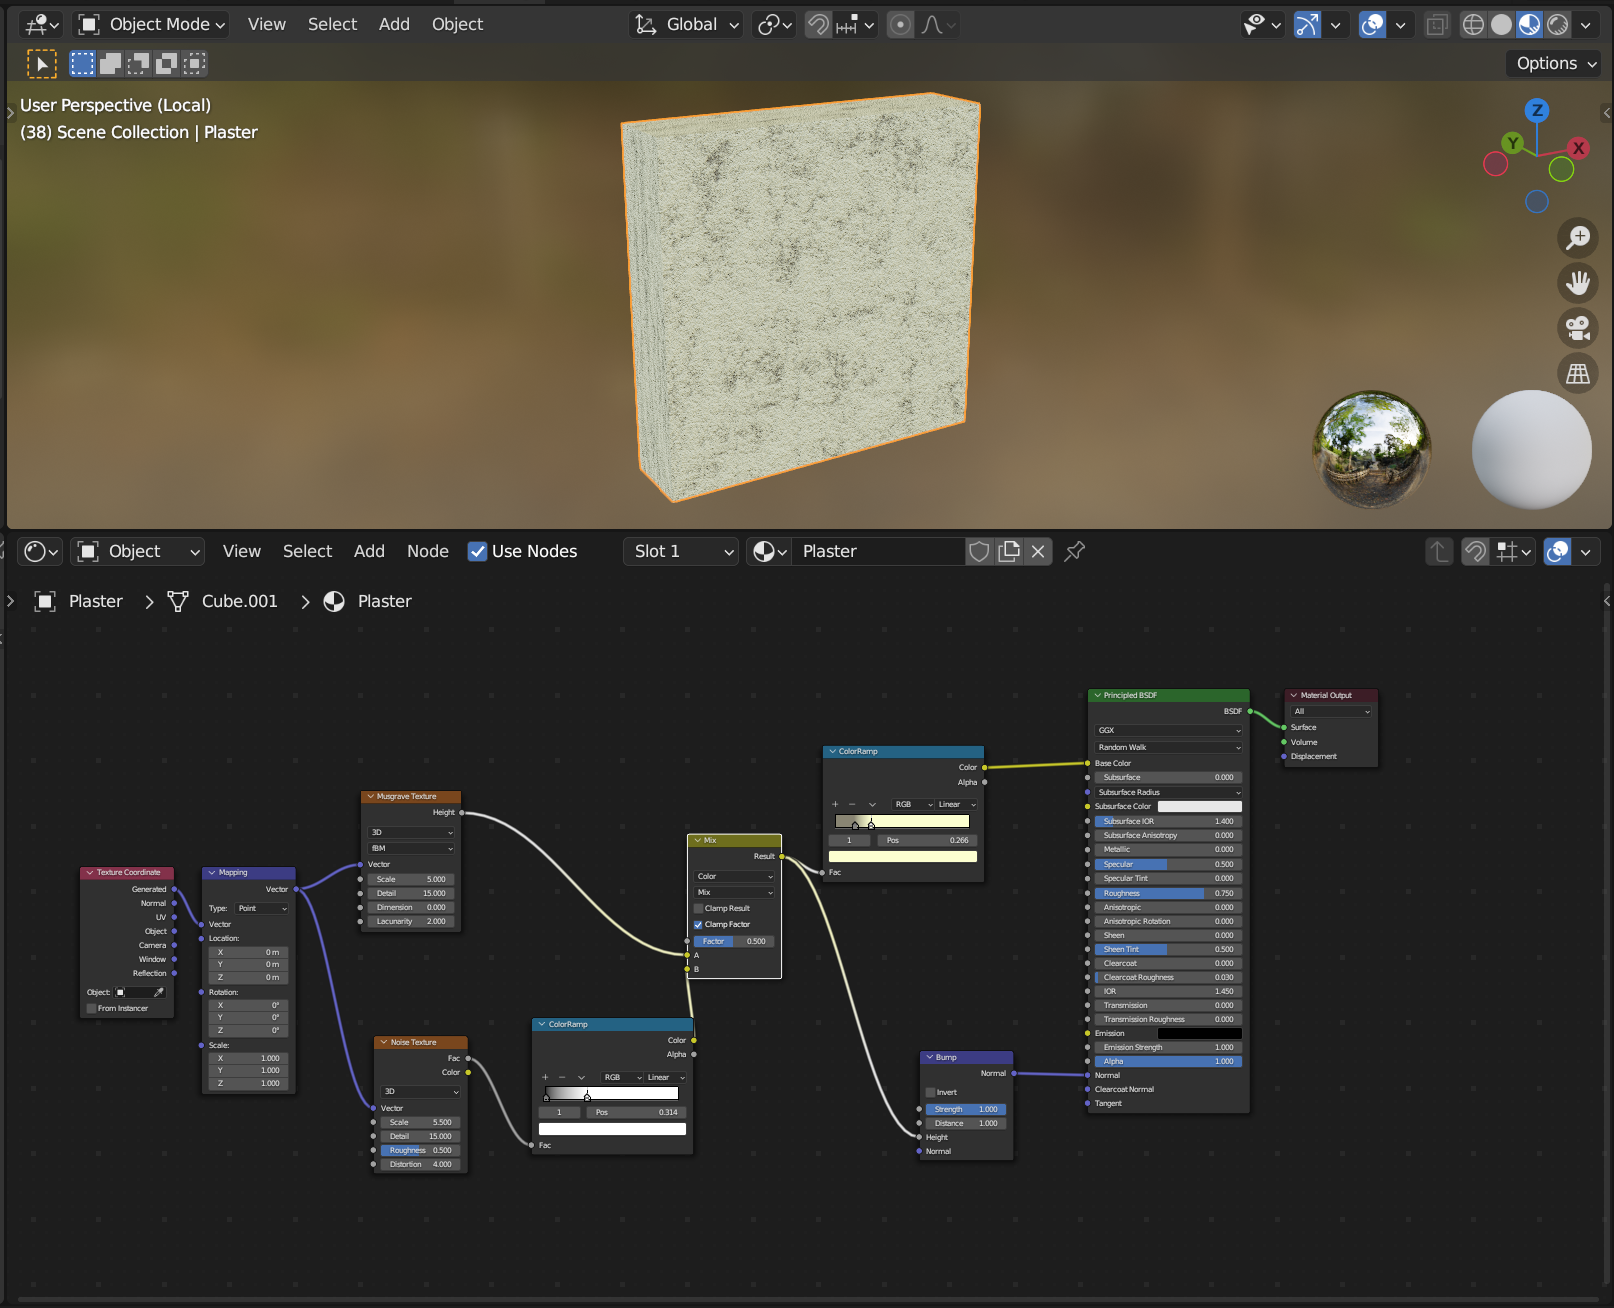 Object Mode View Select Add Object Global
Options
User Perspective (Local)
(38) Scene Collection | Plaster
Z
Y
X
Object View Select Add Node Use Nodes Slot 1 Plaster
Plaster Cube.001 Plaster
Texture Coordinate
Generated
Normal
UV
Object
Camera
Window
Reflection
Object:
From Instancer
Mapping
Vector
Type: Point
Vector
Location:
X 0 m
Y 0 m
Z 0 m
Rotation:
X 0°
Y 0°
Z 0°
Scale:
X 1.000
Y 1.000
Z 1.000
Musgrave Texture
Height
3D
fBM
Vector
Scale 5.000
Detail 15.000
Dimension 0.000
Lacunarity 2.000
Noise Texture
Fac
Color
3D
Vector
Scale 5.500
Detail 15.000
Roughness 0.500
Distortion 4.000
ColorRamp
Color
Alpha
+ − RGB Linear
1 Pos 0.314
Fac
Mix
Result
Color
Mix
Clamp Result
Clamp Factor
Factor 0.500
A
B
ColorRamp
Color
Alpha
+ − RGB Linear
1 Pos 0.266
Fac
Bump
Normal
Invert
Strength 1.000
Distance 1.000
Height
Normal
Principled BSDF
BSDF
GGX
Random Walk
Base Color
Subsurface 0.000
Subsurface Radius
Subsurface Color
Subsurface IOR 1.400
Subsurface Anisotropy 0.000
Metallic 0.000
Specular 0.500
Specular Tint 0.000
Roughness 0.750
Anisotropic 0.000
Anisotropic Rotation 0.000
Sheen 0.000
Sheen Tint 0.500
Clearcoat 0.000
Clearcoat Roughness 0.030
IOR 1.450
Transmission 0.000
Transmission Roughness 0.000
Emission
Emission Strength 1.000
Alpha 1.000
Normal
Clearcoat Normal
Tangent
Material Output
All
Surface
Volume
Displacement